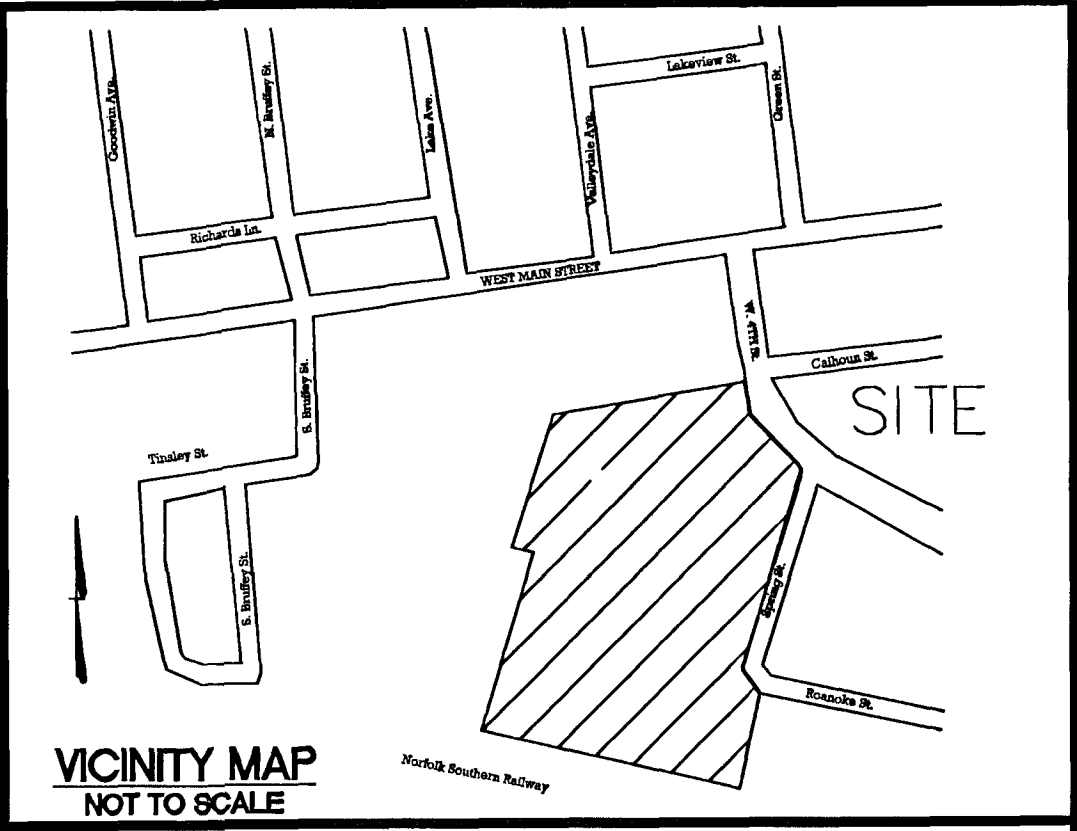 Lakeview St.
Goodwin Ave.
N. Bruffey St.
Lake Ave.
Valleydale Ave.
Green St.
Richards Ln.
WEST MAIN STREET
W. 4TH St.
Calhoun St.
SITE
S. Bruffey St.
Tinsley St.
S. Bruffey St.
Spring St.
Roanoke St.
Norfolk Southern Railway
VICINITY MAP
NOT TO SCALE